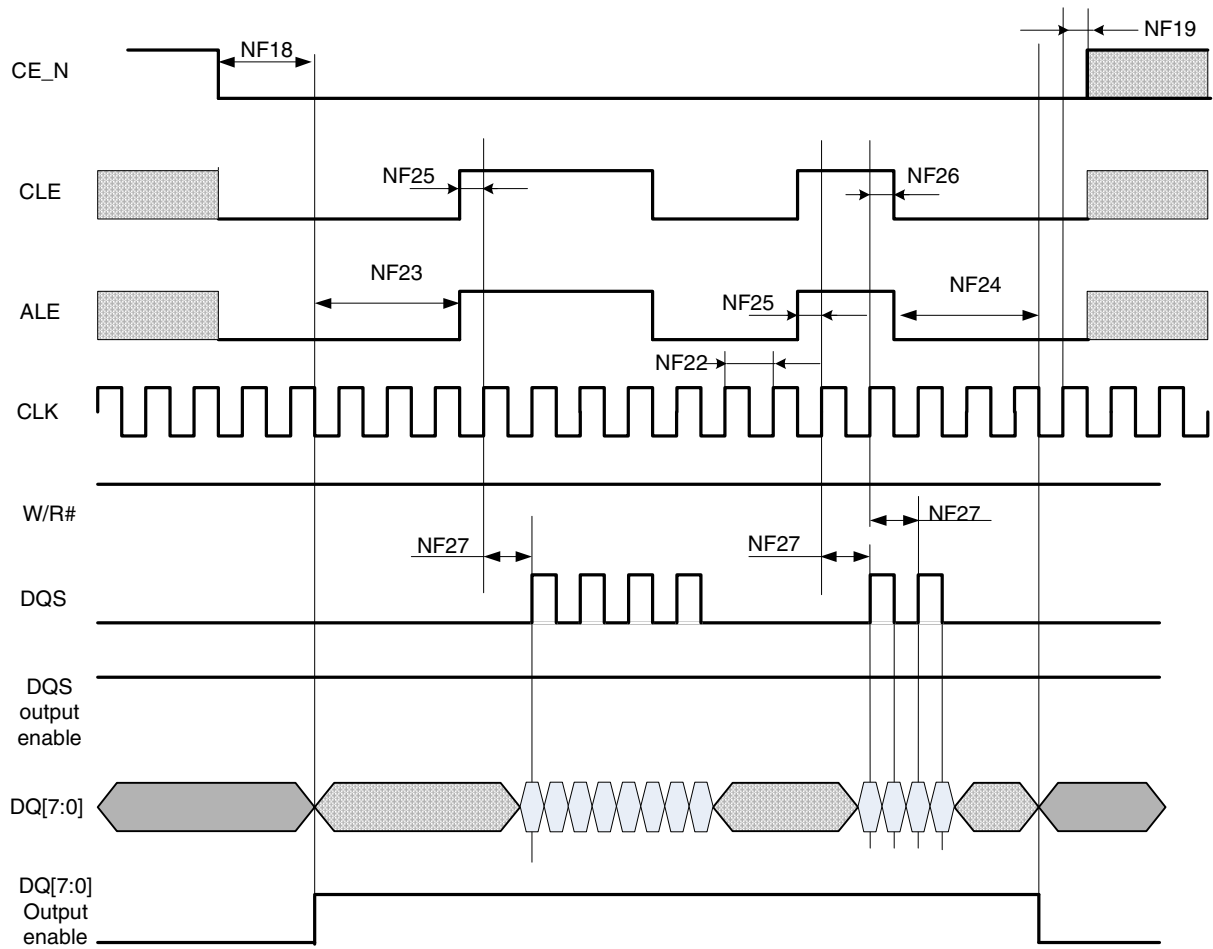 NF19
NF18
CE_N
NF25
NF26
CLE
NF23
NF24
ALE
NF25
NF22
CLK
W/R#
NF27
NF27
NF27
DQS
DQS
output
enable
DQ[7:0]
DQ[7:0]
Output
enable